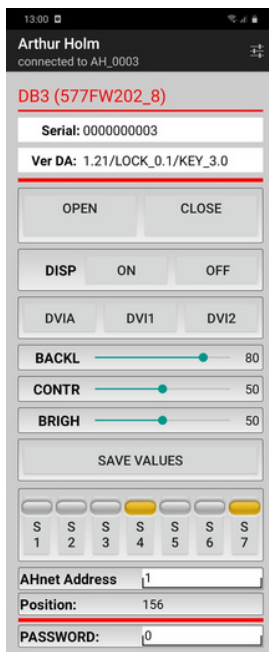 13:00
Arthur Holm
connected to AH_0003
DB3 (577FW202_8)
Serial: 0000000003
Ver DA: 1.21/LOCK_0.1/KEY_3.0
OPEN CLOSE
DISP ON OFF
DVIA DVI1 DVI2
BACKL 80
CONTR 50
BRIGH 50
SAVE VALUES
S S S S S S S
1 2 3 4 5 6 7
AHnet Address 1
Position: 156
PASSWORD: 0